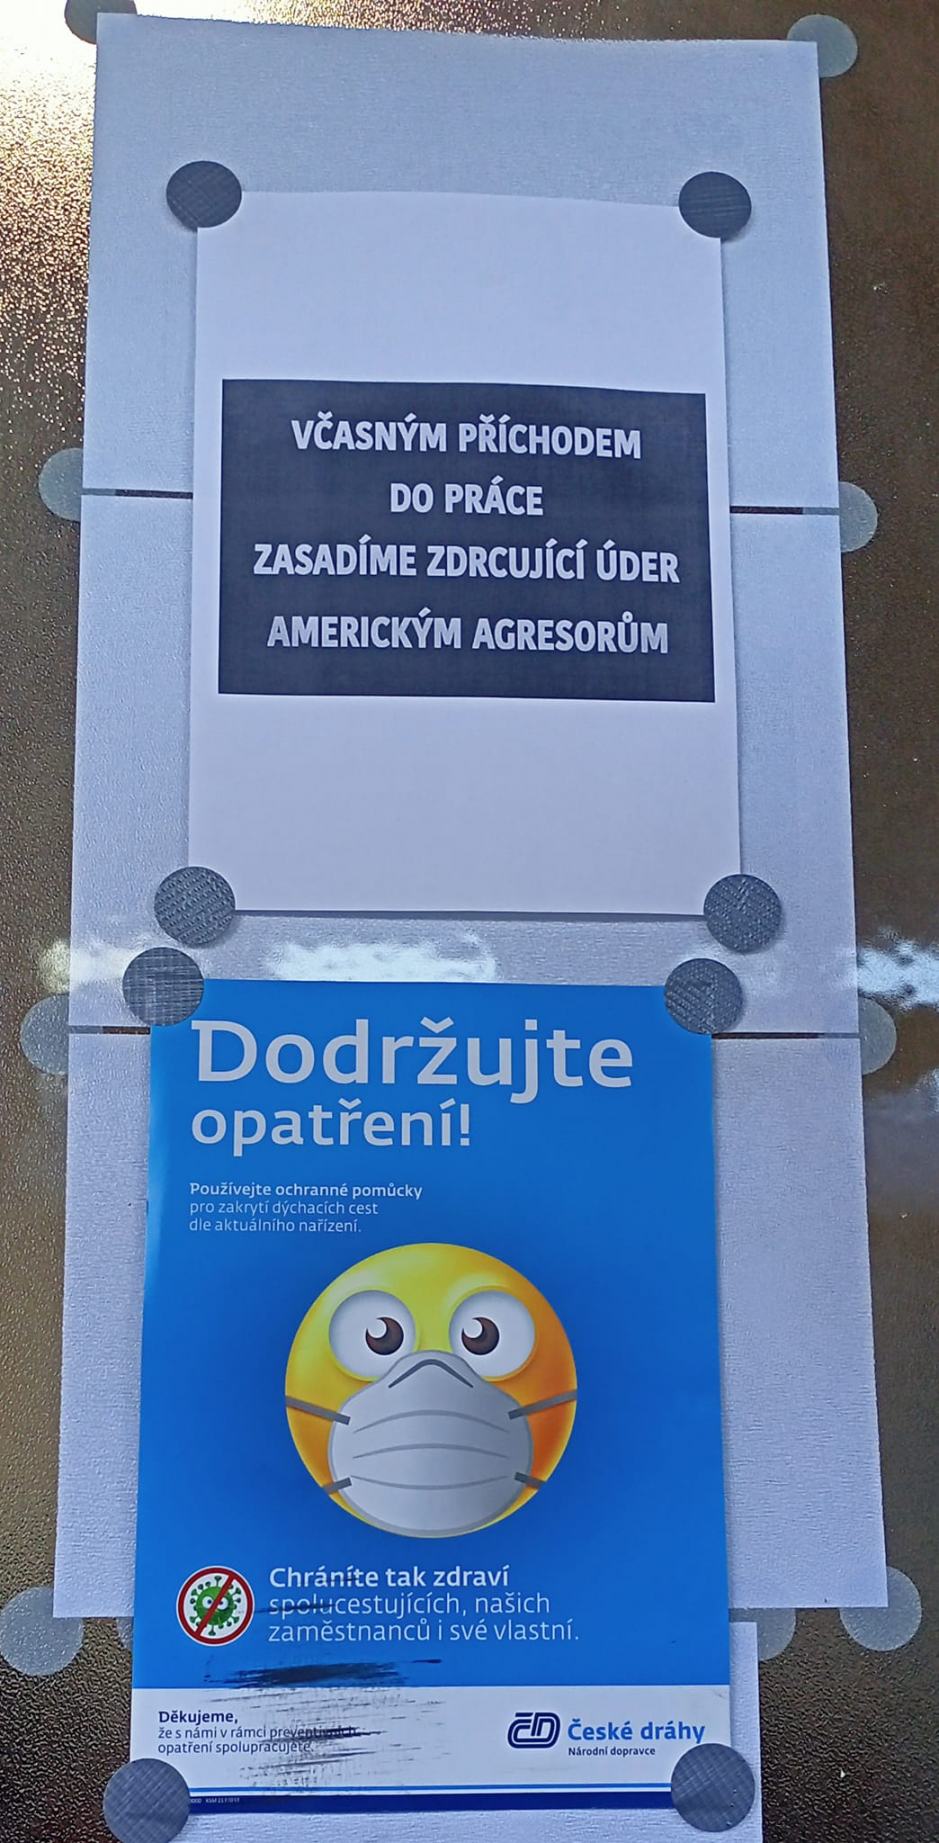 VČASNÝM PŘÍCHODEM
DO PRÁCE
ZASADÍME ZDRCUJÍCÍ ÚDER
AMERICKÝM AGRESORŮM
Dodržujte
opatření!
Používejte ochranné pomůcky
pro zakrytí dýchacích cest
dle aktuálního nařízení.
Chráníte tak zdraví
spolucestujících, našich
zaměstnanců i své vlastní.
Děkujeme,
že s námi v rámci preventivních
opatření spolupracujete.
ČD České dráhy
Národní dopravce